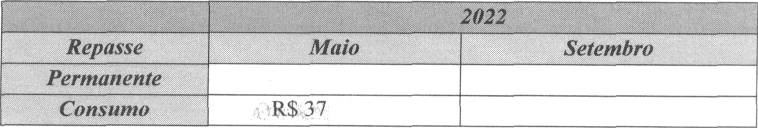 2022
Repasse Maio Setembro
Permanente
Consumo R$ 37